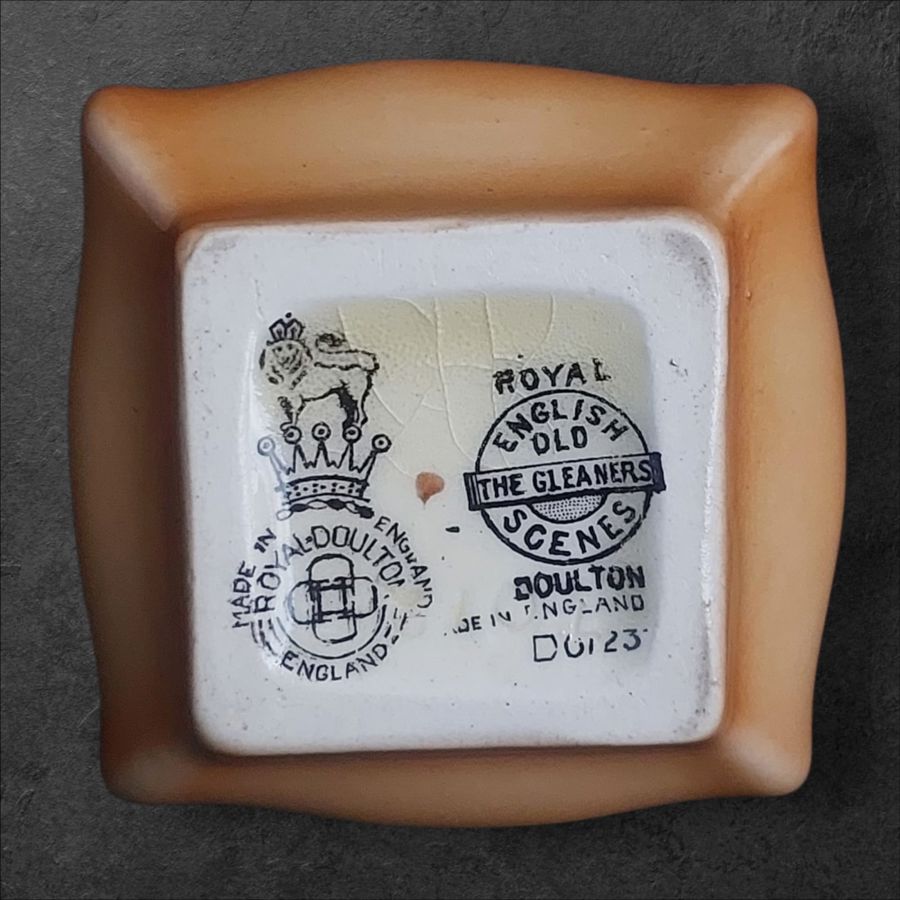 MADE IN ENGLAND
ROYAL-DOULTON
ENGLAND
ROYAL
ENGLISH
OLD
THE GLEANERS
SCENES
DOULTON
ADE IN ENGLAND